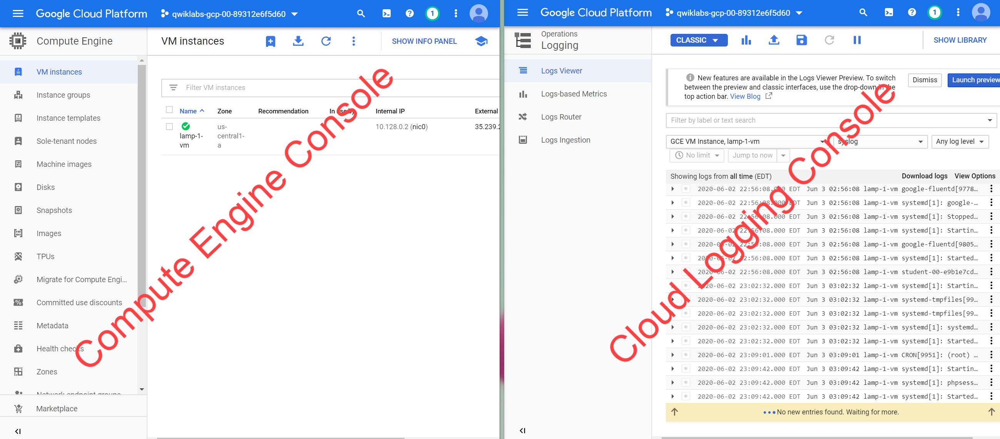 Google Cloud Platform
qwiklabs-gcp-00-89312e6f5d60
1
Compute Engine
VM instances
SHOW INFO PANEL
VM instances
Instance groups
Instance templates
Sole-tenant nodes
Machine images
Disks
Snapshots
Images
TPUs
Migrate for Compute Engi...
Committed use discounts
Metadata
Health checks
Zones
Network endpoint groups
Marketplace
Filter VM instances
Name Zone Recommendation In use by Internal IP External
lamp-1-
vm
us-
central1-
a
10.128.0.2 (nic0)
35.239.2
Compute Engine Console
Google Cloud Platform
qwiklabs-gcp-00-89312e6f5d60
1
Operations
Logging
CLASSIC
SHOW LIBRARY
Logs Viewer
Logs-based Metrics
Logs Router
Logs Ingestion
New features are available in the Logs Viewer Preview. To switch
between the preview and classic interfaces, use the drop-down in the
top action bar. View Blog
Dismiss
Launch preview
Filter by label or text search
GCE VM Instance, lamp-1-vm
syslog
Any log level
No limit
Jump to now
Showing logs from all time (EDT)
Download logs View Options
2020-06-02 22:56:08.000 EDT Jun 3 02:56:08 lamp-1-vm google-fluentd[9778...
2020-06-02 22:56:08.000 EDT Jun 3 02:56:08 lamp-1-vm systemd[1]: google-...
2020-06-02 22:56:08.000 EDT Jun 3 02:56:08 lamp-1-vm systemd[1]: Stopped...
2020-06-02 22:56:08.000 EDT Jun 3 02:56:08 lamp-1-vm systemd[1]: Startin...
2020-06-02 22:56:08.000 EDT Jun 3 02:56:08 lamp-1-vm google-fluentd[9805...
2020-06-02 22:56:08.000 EDT Jun 3 02:56:08 lamp-1-vm systemd[1]: Started...
2020-06-02 22:56:08.000 EDT Jun 3 02:56:08 lamp-1-vm student-00-e9b1e7cd...
2020-06-02 23:02:32.000 EDT Jun 3 03:02:32 lamp-1-vm systemd[1]: Startin...
2020-06-02 23:02:32.000 EDT Jun 3 03:02:32 lamp-1-vm systemd-tmpfiles[99...
2020-06-02 23:02:32.000 EDT Jun 3 03:02:32 lamp-1-vm systemd-tmpfiles[99...
2020-06-02 23:02:32.000 EDT Jun 3 03:02:32 lamp-1-vm systemd[1]: systemd...
2020-06-02 23:02:32.000 EDT Jun 3 03:02:32 lamp-1-vm systemd[1]: Started...
2020-06-02 23:09:01.000 EDT Jun 3 03:09:01 lamp-1-vm CRON[9951]: (root) ...
2020-06-02 23:09:42.000 EDT Jun 3 03:09:42 lamp-1-vm systemd[1]: Startin...
2020-06-02 23:09:42.000 EDT Jun 3 03:09:42 lamp-1-vm systemd[1]: phpsess...
2020-06-02 23:09:42.000 EDT Jun 3 03:09:42 lamp-1-vm systemd[1]: Started...
No new entries found. Waiting for more.
Cloud Logging Console